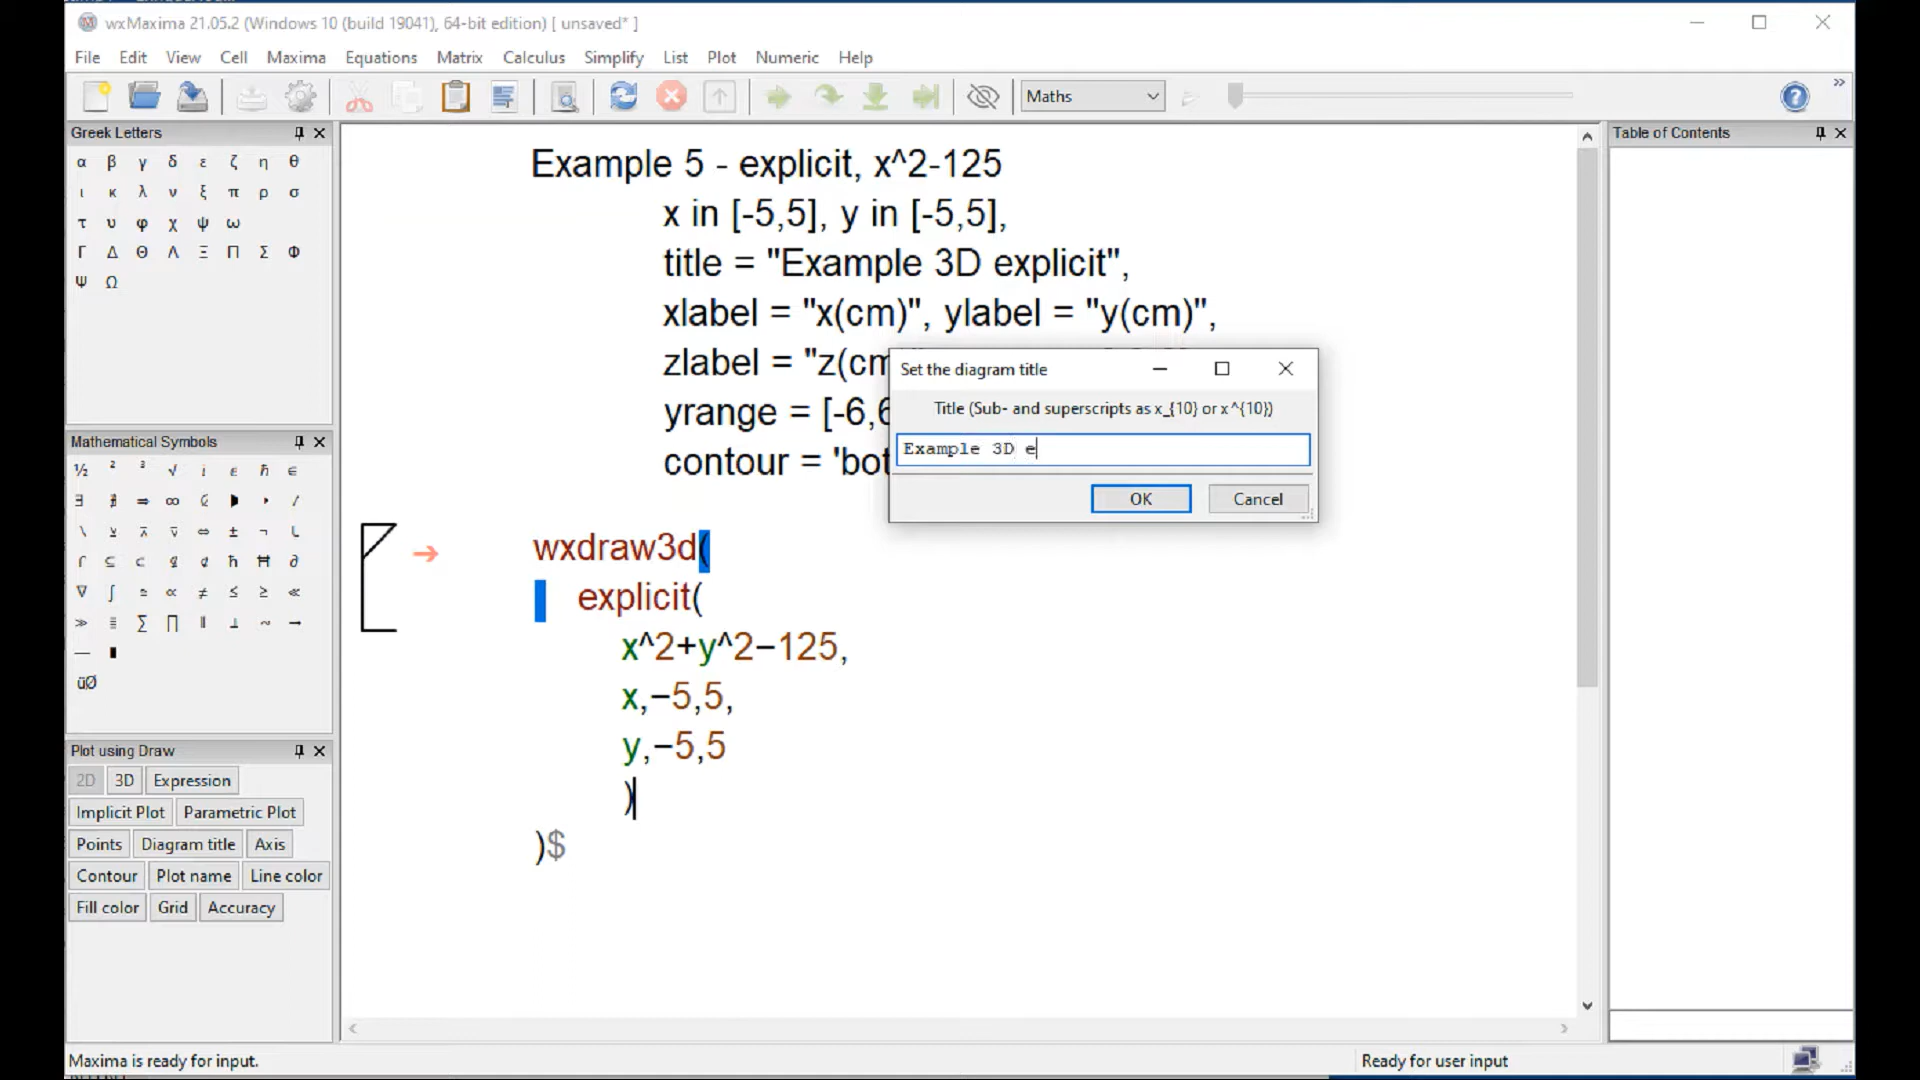 wxMaxima 21.05.2 (Windows 10 (build 19041), 64-bit edition) [ unsaved* ]
File Edit View Cell Maxima Equations Matrix Calculus Simplify List Plot Numeric Help
Maths
Greek Letters
α β γ δ ε ζ η θ
ι κ λ ν ξ π ρ σ
τ υ φ χ ψ ω
Γ Δ Θ Λ Ξ Π Σ Φ
Ψ Ω
Mathematical Symbols
½ ² ³ √ i ε ħ ∈
∃ ∄ ⇒ ∞
⇔ ± ¬
⊆ ⊂ ħ ∂
∇ ∫ ≅ ∝ ≠ ≤ ≥ ≪
≫ ≣ ∑ ∏ ∥ ⊥ ~ →
üØ
Plot using Draw
2D 3D Expression
Implicit Plot Parametric Plot
Points Diagram title Axis
Contour Plot name Line color
Fill color Grid Accuracy
Example 5 - explicit, x^2-125
x in [-5,5], y in [-5,5],
title = "Example 3D explicit",
xlabel = "x(cm)", ylabel = "y(cm)",
zlabel = "z(cm
yrange = [-6,6
contour = 'bot
Set the diagram title
Title (Sub- and superscripts as x_{10} or x^{10})
Example 3D e
OK Cancel
wxdraw3d(
explicit(
x^2+y^2−125,
x,−5,5,
y,−5,5
)
)$
Table of Contents
Maxima is ready for input.
Ready for user input